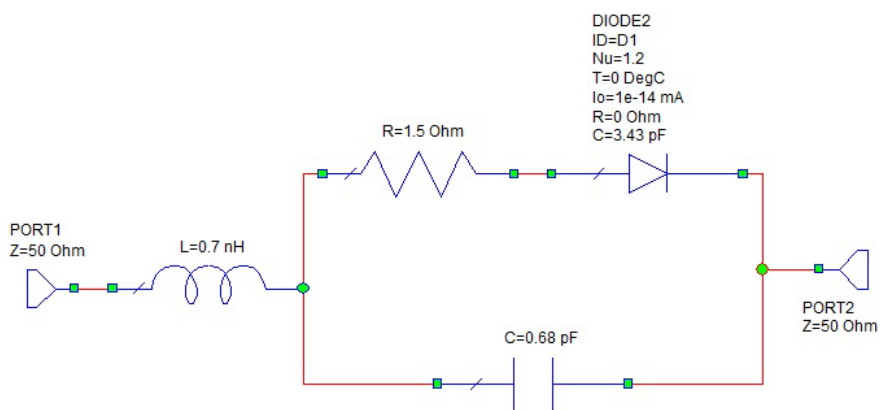 DIODE2
ID=D1
Nu=1.2
T=0 DegC
Io=1e-14 mA
R=0 Ohm
C=3.43 pF
R=1.5 Ohm
PORT1
Z=50 Ohm
L=0.7 nH
PORT2
Z=50 Ohm
C=0.68 pF